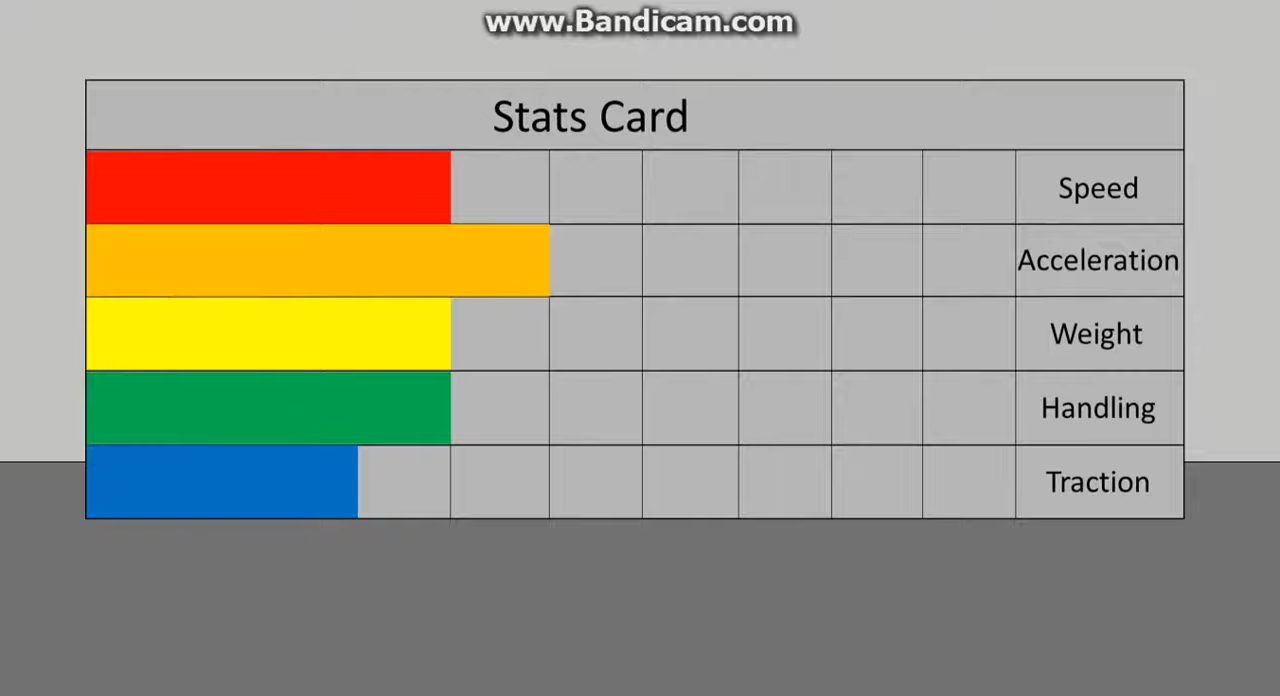 www.Bandicam.com
Stats Card
Speed
Acceleration
Weight
Handling
Traction